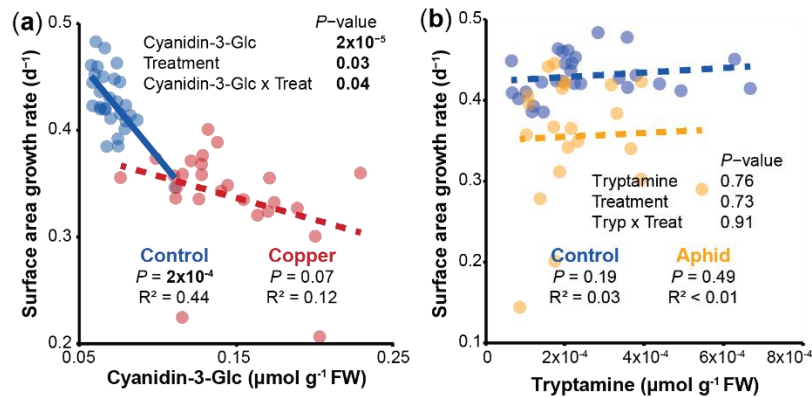 (a)
Surface area growth rate (d⁻¹)
0.5
0.4
0.3
0.2
P−value
Cyanidin-3-Glc 2x10⁻⁵
Treatment 0.03
Cyanidin-3-Glc x Treat 0.04
Control Copper
P = 2x10⁻⁴ P = 0.07
R² = 0.44 R² = 0.12
0.05 0.15 0.25
Cyanidin-3-Glc (µmol g⁻¹ FW)
(b)
Surface area growth rate (d⁻¹)
0.5
0.4
0.3
0.2
0.1
P−value
Tryptamine 0.76
Treatment 0.73
Tryp x Treat 0.91
Control Aphid
P = 0.19 P = 0.49
R² = 0.03 R² < 0.01
0 2x10⁻⁴ 4x10⁻⁴ 6x10⁻⁴ 8x10⁻⁴
Tryptamine (µmol g⁻¹ FW)